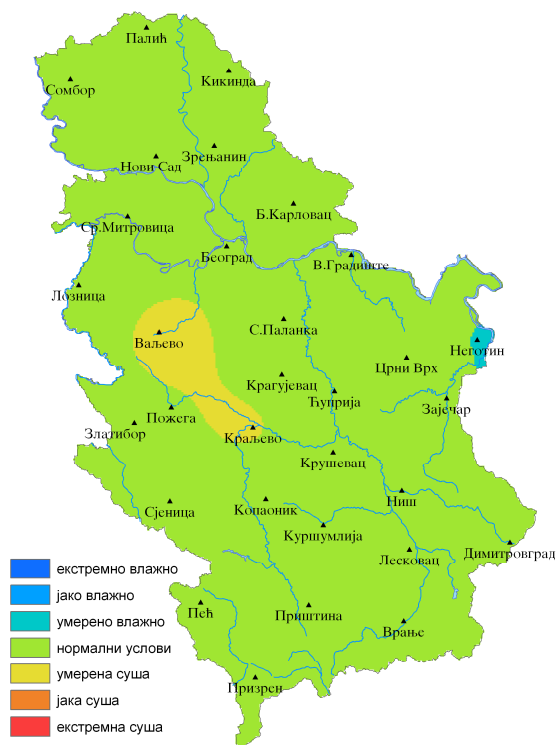 Палић
Кикинда
Сомбор
Зрењанин
Нови Сад
Б.Карловац
Ср.Митровица
Београд
В.Градиште
Лозница
С.Паланка
Ваљево
Неготин
Црни Врх
Крагујевац
Ћуприја
Зајечар
Пожега
Златибор
Краљево
Крушевац
Ниш
Копаоник
Сјеница
Куршумлија
Димитровград
Лесковац
Пећ
Приштина
Врање
Призрен
екстремно влажно
јако влажно
умерено влажно
нормални услови
умерена суша
јака суша
екстремна суша